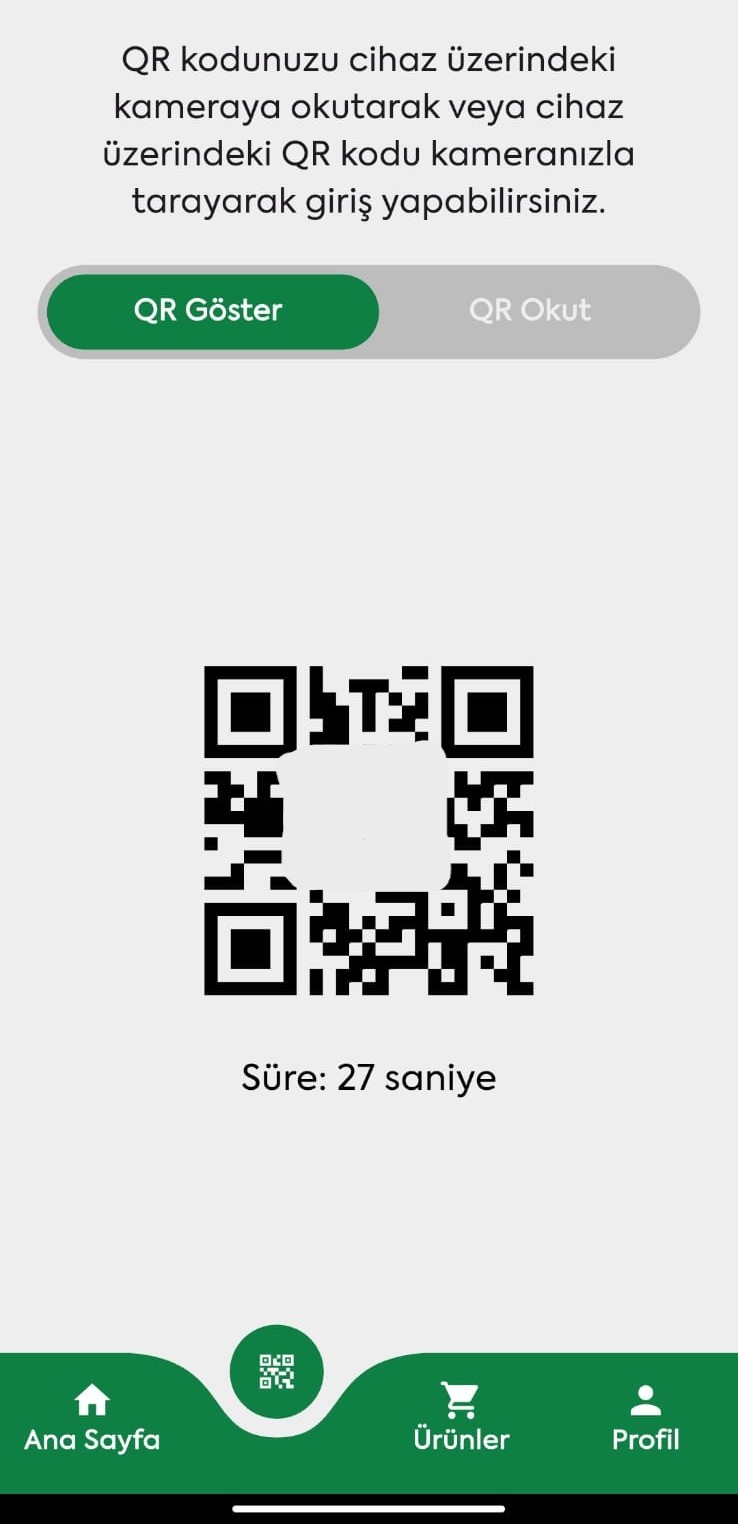 QR kodunuzu cihaz üzerindeki
kameraya okutarak veya cihaz
üzerindeki QR kodu kameranızla
tarayarak giriş yapabilirsiniz.
QR Göster
QR Okut
Süre: 27 saniye
Ana Sayfa
Ürünler
Profil